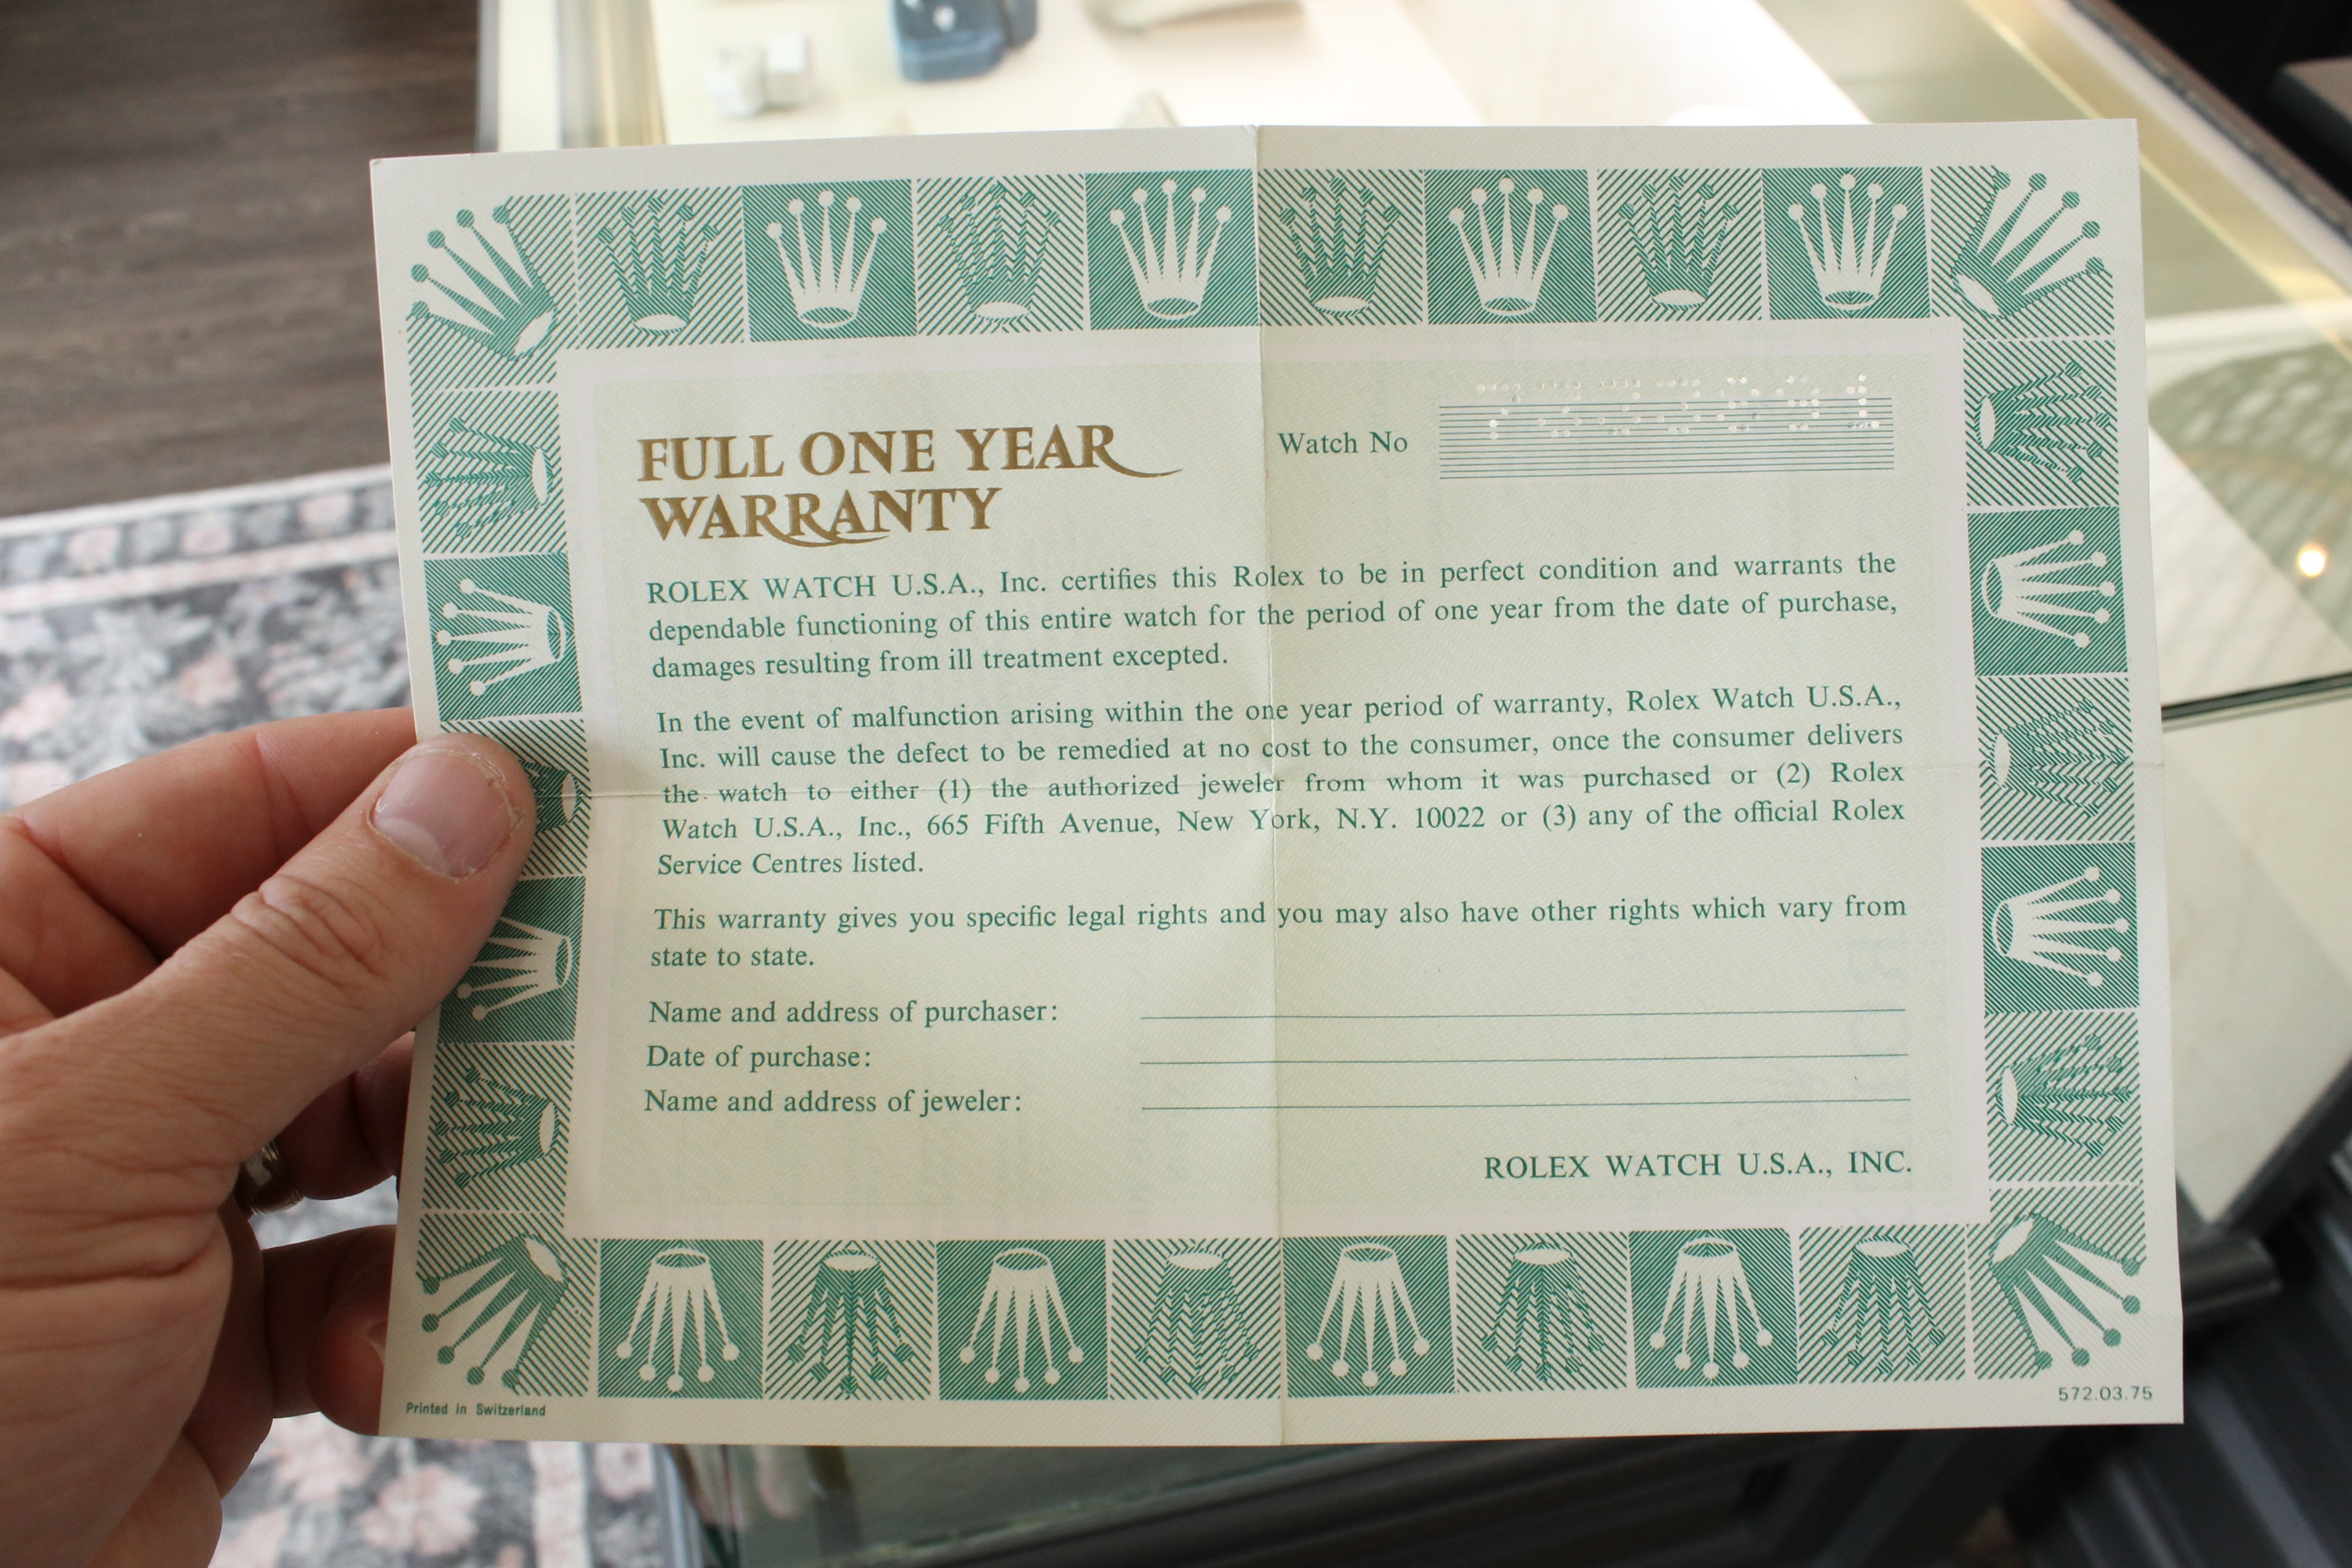 FULL ONE YEAR
WARRANTY
Watch No
ROLEX WATCH U.S.A., Inc. certifies this Rolex to be in perfect condition and warrants the
dependable functioning of this entire watch for the period of one year from the date of purchase,
damages resulting from ill treatment excepted.
In the event of malfunction arising within the one year period of warranty, Rolex Watch U.S.A.,
Inc. will cause the defect to be remedied at no cost to the consumer, once the consumer delivers
the watch to either (1) the authorized jeweler from whom it was purchased or (2) Rolex
Watch U.S.A., Inc., 665 Fifth Avenue, New York, N.Y. 10022 or (3) any of the official Rolex
Service Centres listed.
This warranty gives you specific legal rights and you may also have other rights which vary from
state to state.
Name and address of purchaser:
Date of purchase:
Name and address of jeweler:
ROLEX WATCH U.S.A., INC.
Printed in Switzerland
572.03.75